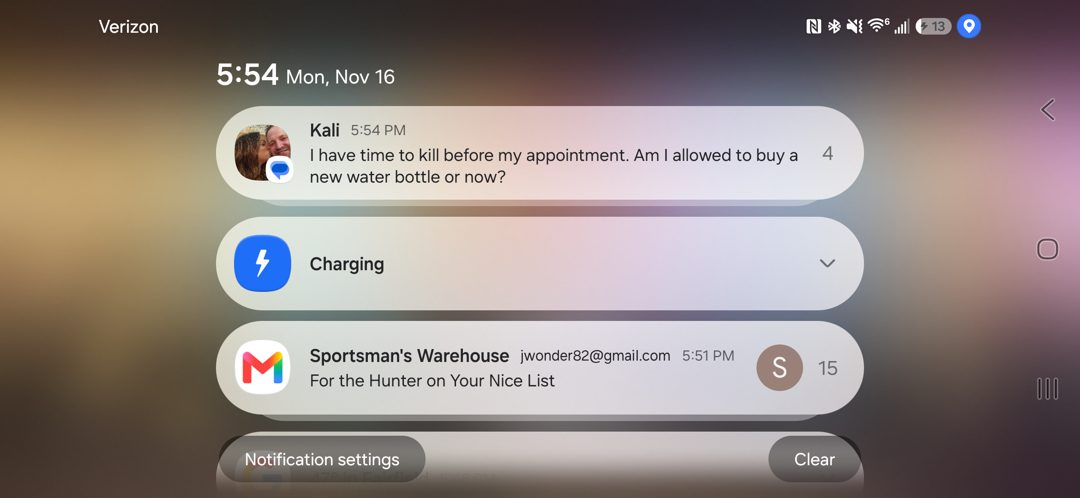 Verizon
6
13
5:54 Mon, Nov 16
Kali 5:54 PM
I have time to kill before my appointment. Am I allowed to buy a
new water bottle or now?
4
Charging
Sportsman's Warehouse jwonder82@gmail.com 5:51 PM
For the Hunter on Your Nice List
S
15
Notification settings
Clear